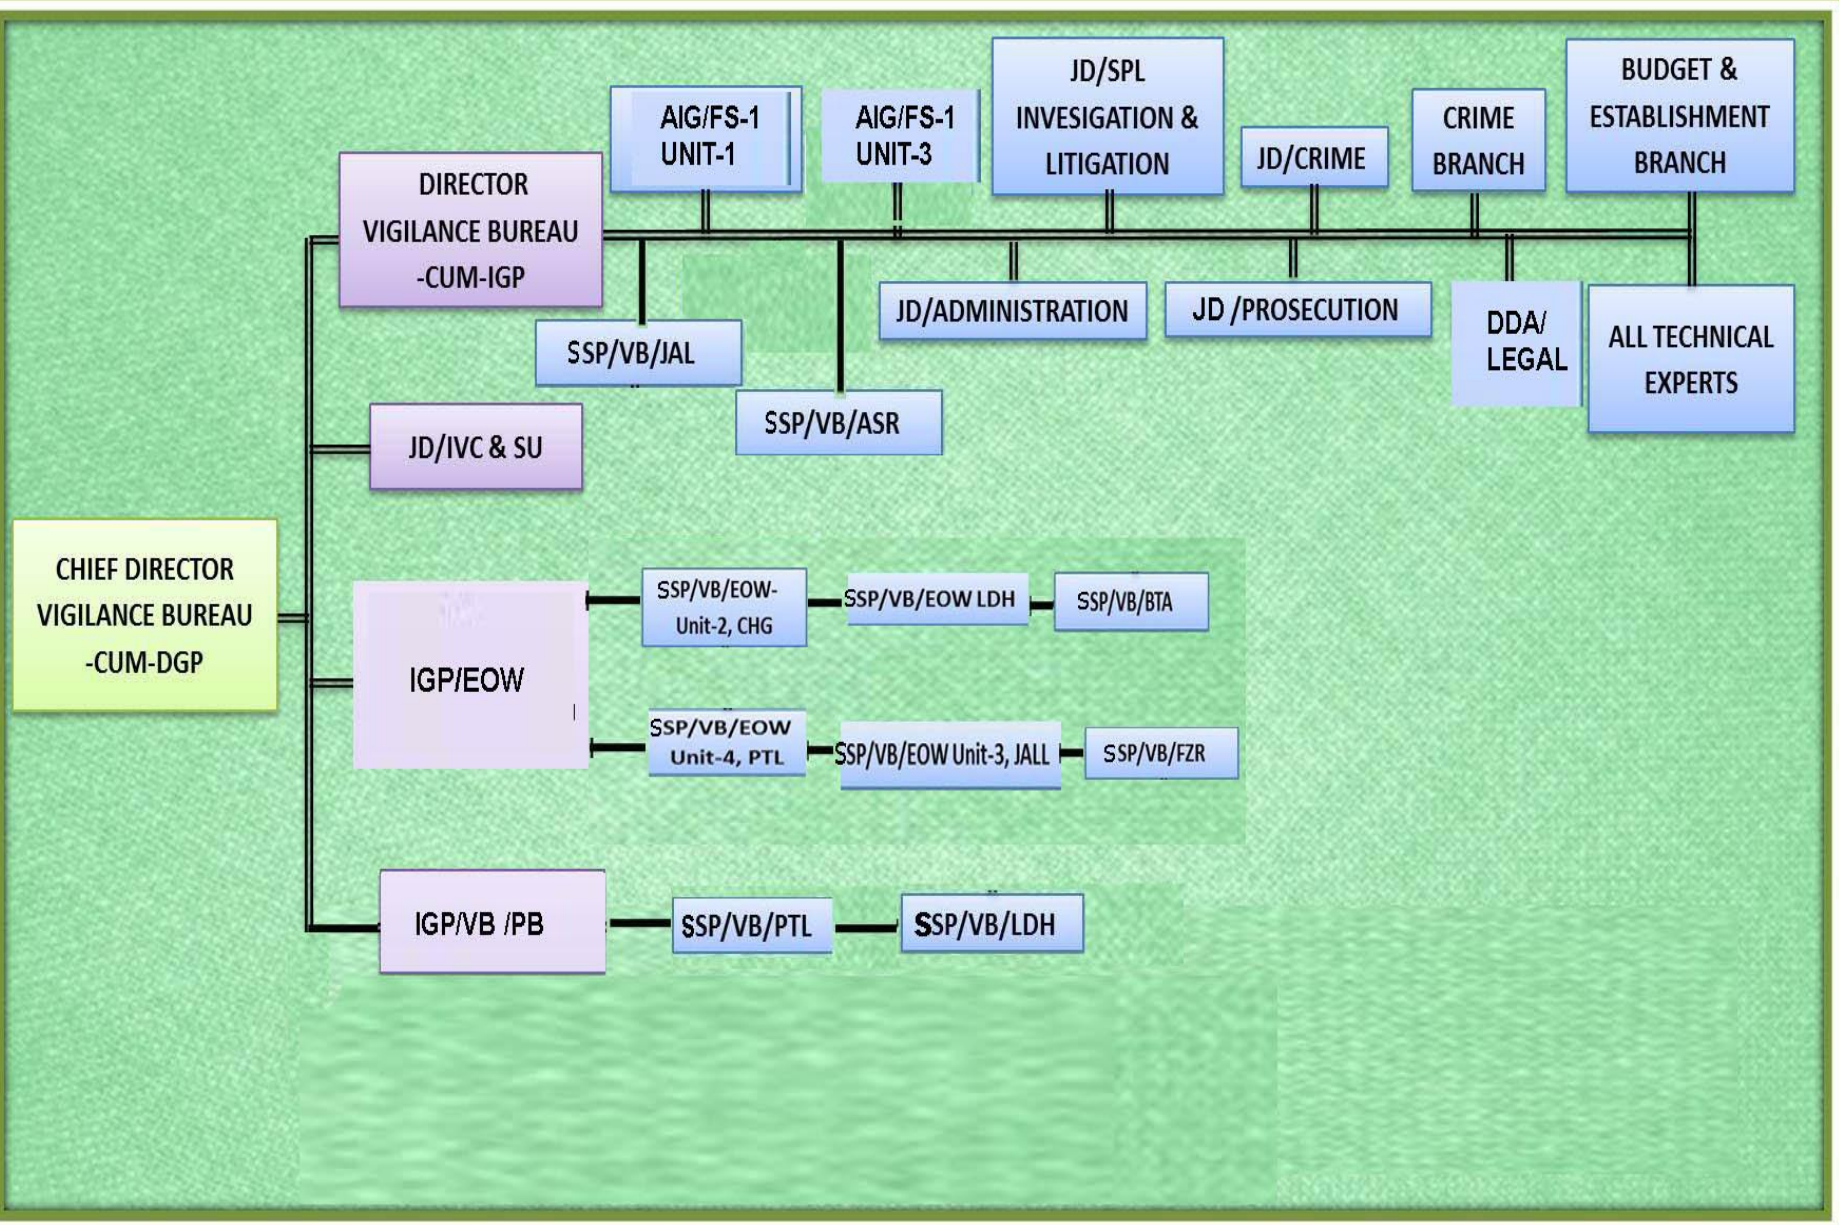 JD/SPL
INVESIGATION &
LITIGATION
BUDGET &
ESTABLISHMENT
BRANCH
AIG/FS-1
UNIT-1
AIG/FS-1
UNIT-3
CRIME
BRANCH
JD/CRIME
DIRECTOR
VIGILANCE BUREAU
-CUM-IGP
JD/ADMINISTRATION
JD /PROSECUTION
DDA/
LEGAL
ALL TECHNICAL
EXPERTS
SSP/VB/JAL
SSP/VB/ASR
JD/IVC & SU
CHIEF DIRECTOR
VIGILANCE BUREAU
-CUM-DGP
IGP/EOW
SSP/VB/EOW-
Unit-2, CHG
SSP/VB/EOW LDH
SSP/VB/BTA
SSP/VB/EOW
Unit-4, PTL
SSP/VB/EOW Unit-3, JALL
SSP/VB/FZR
IGP/VB /PB
SSP/VB/PTL
SSP/VB/LDH